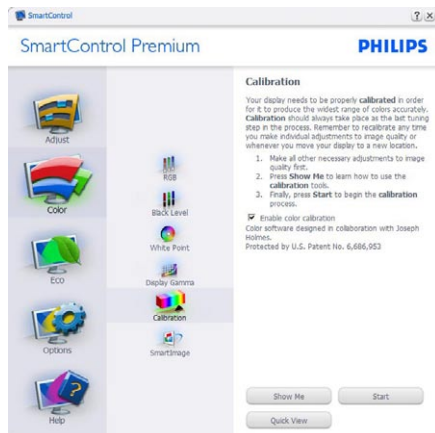 SmartControl
SmartControl Premium
PHILIPS
Adjust
Color
Eco
Options
Help
RGB
Black Level
White Point
Display Gamma
Calibration
SmartImage
Calibration
Your display needs to be properly calibrated in order
for it to produce the widest range of colors accurately.
Calibration should always take place as the last tuning
step in the process. Remember to recalibrate any time
you make individual adjustments to image quality or
whenever you move your display to a new location.
1. Make all other necessary adjustments to image
quality first.
2. Press Show Me to learn how to use the
calibration tools.
3. Finally, press Start to begin the calibration
process.
Enable color calibration
Color software designed in collaboration with Joseph
Holmes.
Protected by U.S. Patent No. 6,686,953
Show Me
Start
Quick View